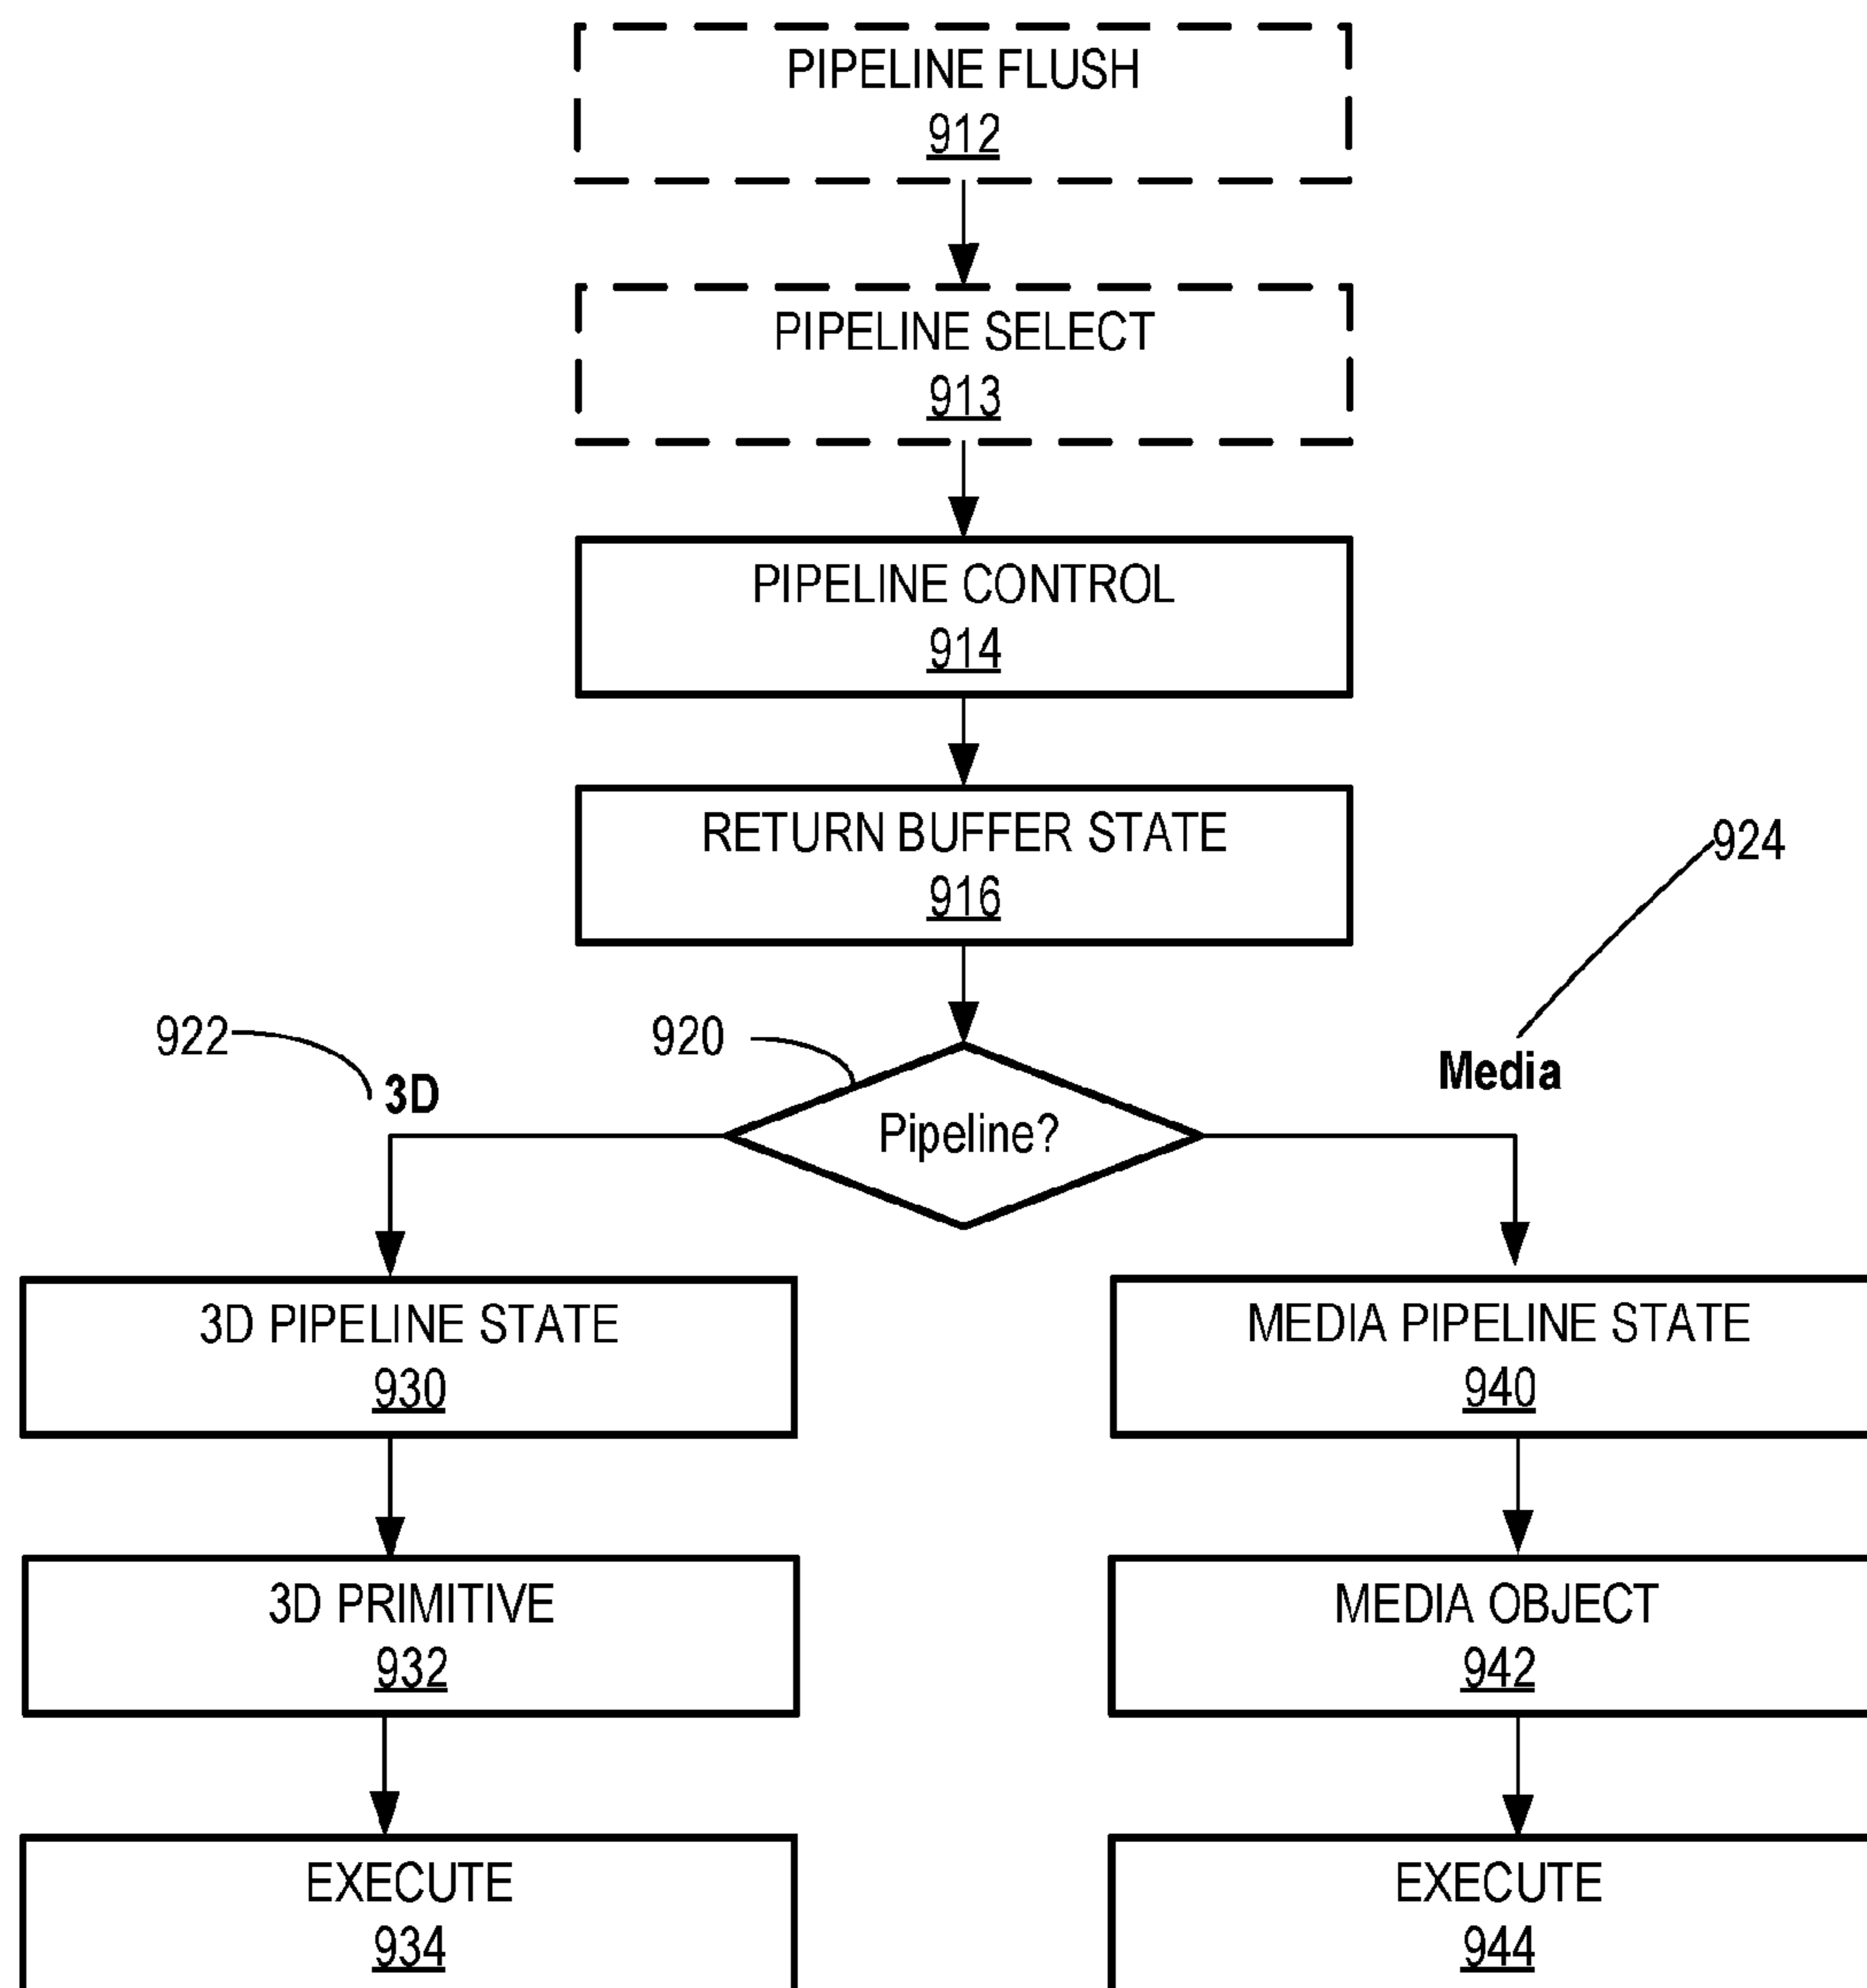 PIPELINE FLUSH
912
PIPELINE SELECT
913
PIPELINE CONTROL
914
RETURN BUFFER STATE
916
924
922
920
3D
Media
Pipeline?
3D PIPELINE STATE
930
MEDIA PIPELINE STATE
940
3D PRIMITIVE
932
MEDIA OBJECT
942
EXECUTE
934
EXECUTE
944